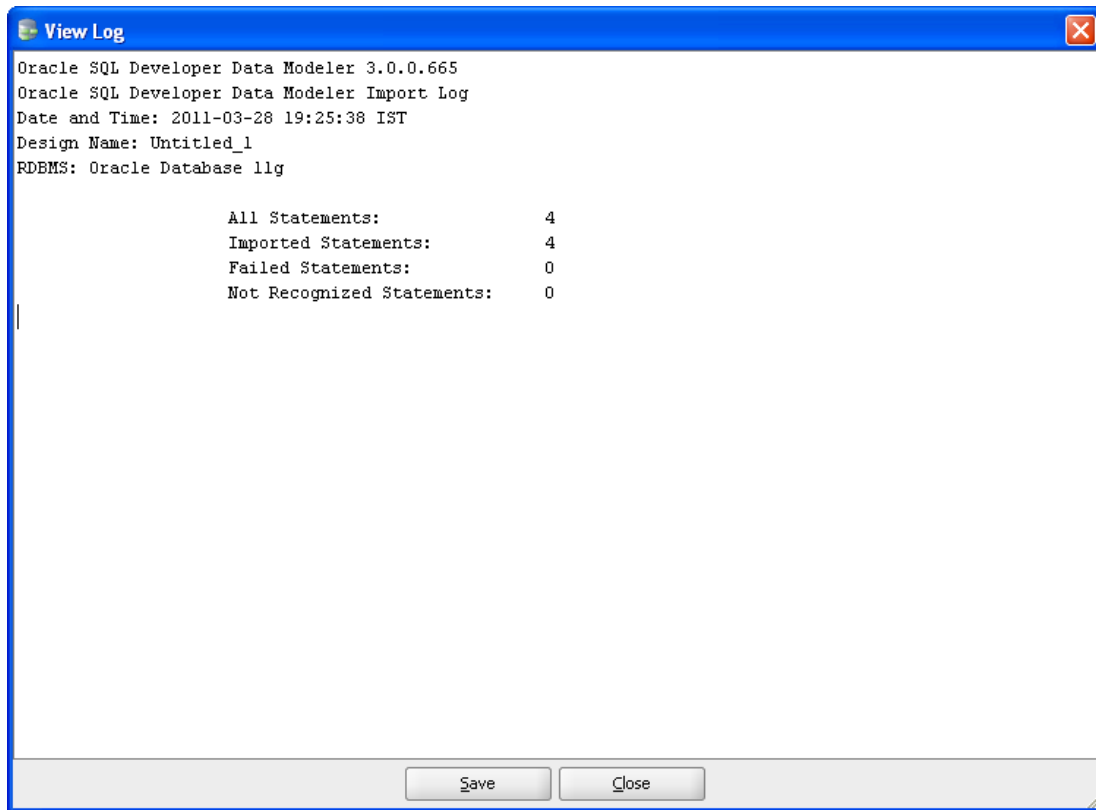 View Log
Oracle SQL Developer Data Modeler 3.0.0.665
Oracle SQL Developer Data Modeler Import Log
Date and Time: 2011-03-28 19:25:38 IST
Design Name: Untitled_1
RDBMS: Oracle Database 11g
All Statements: 4
Imported Statements: 4
Failed Statements: 0
Not Recognized Statements: 0
Save Close